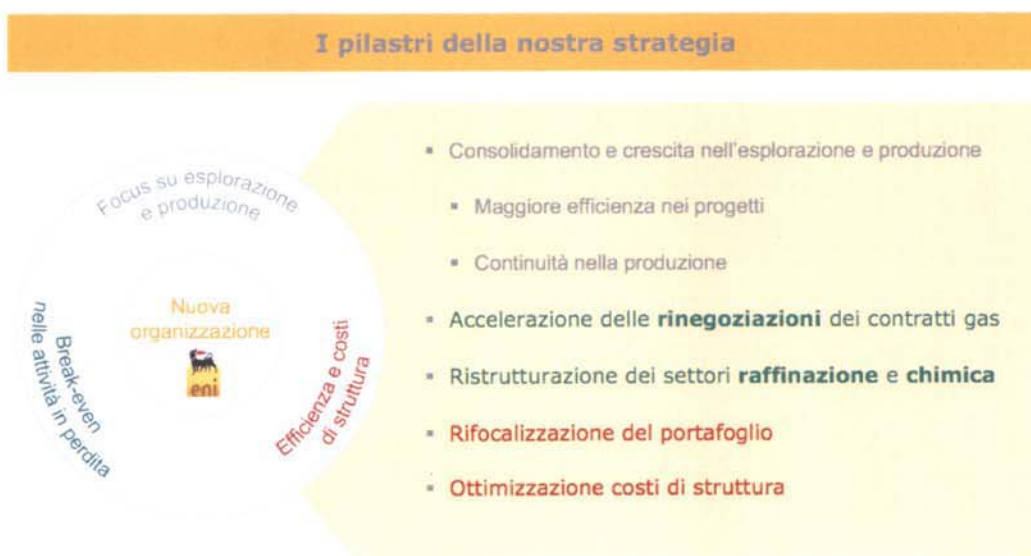 I pilastri della nostra strategia
Focus su esplorazione
e produzione
Nuova
organizzazione
eni
Break-even
nelle attività in perdita
Efficienza e costi
di struttura
Consolidamento e crescita nell'esplorazione e produzione
Maggiore efficienza nei progetti
Continuità nella produzione
Accelerazione delle rinegoziazioni dei contratti gas
Ristrutturazione dei settori raffinazione e chimica
Rifocalizzazione del portafoglio
Ottimizzazione costi di struttura